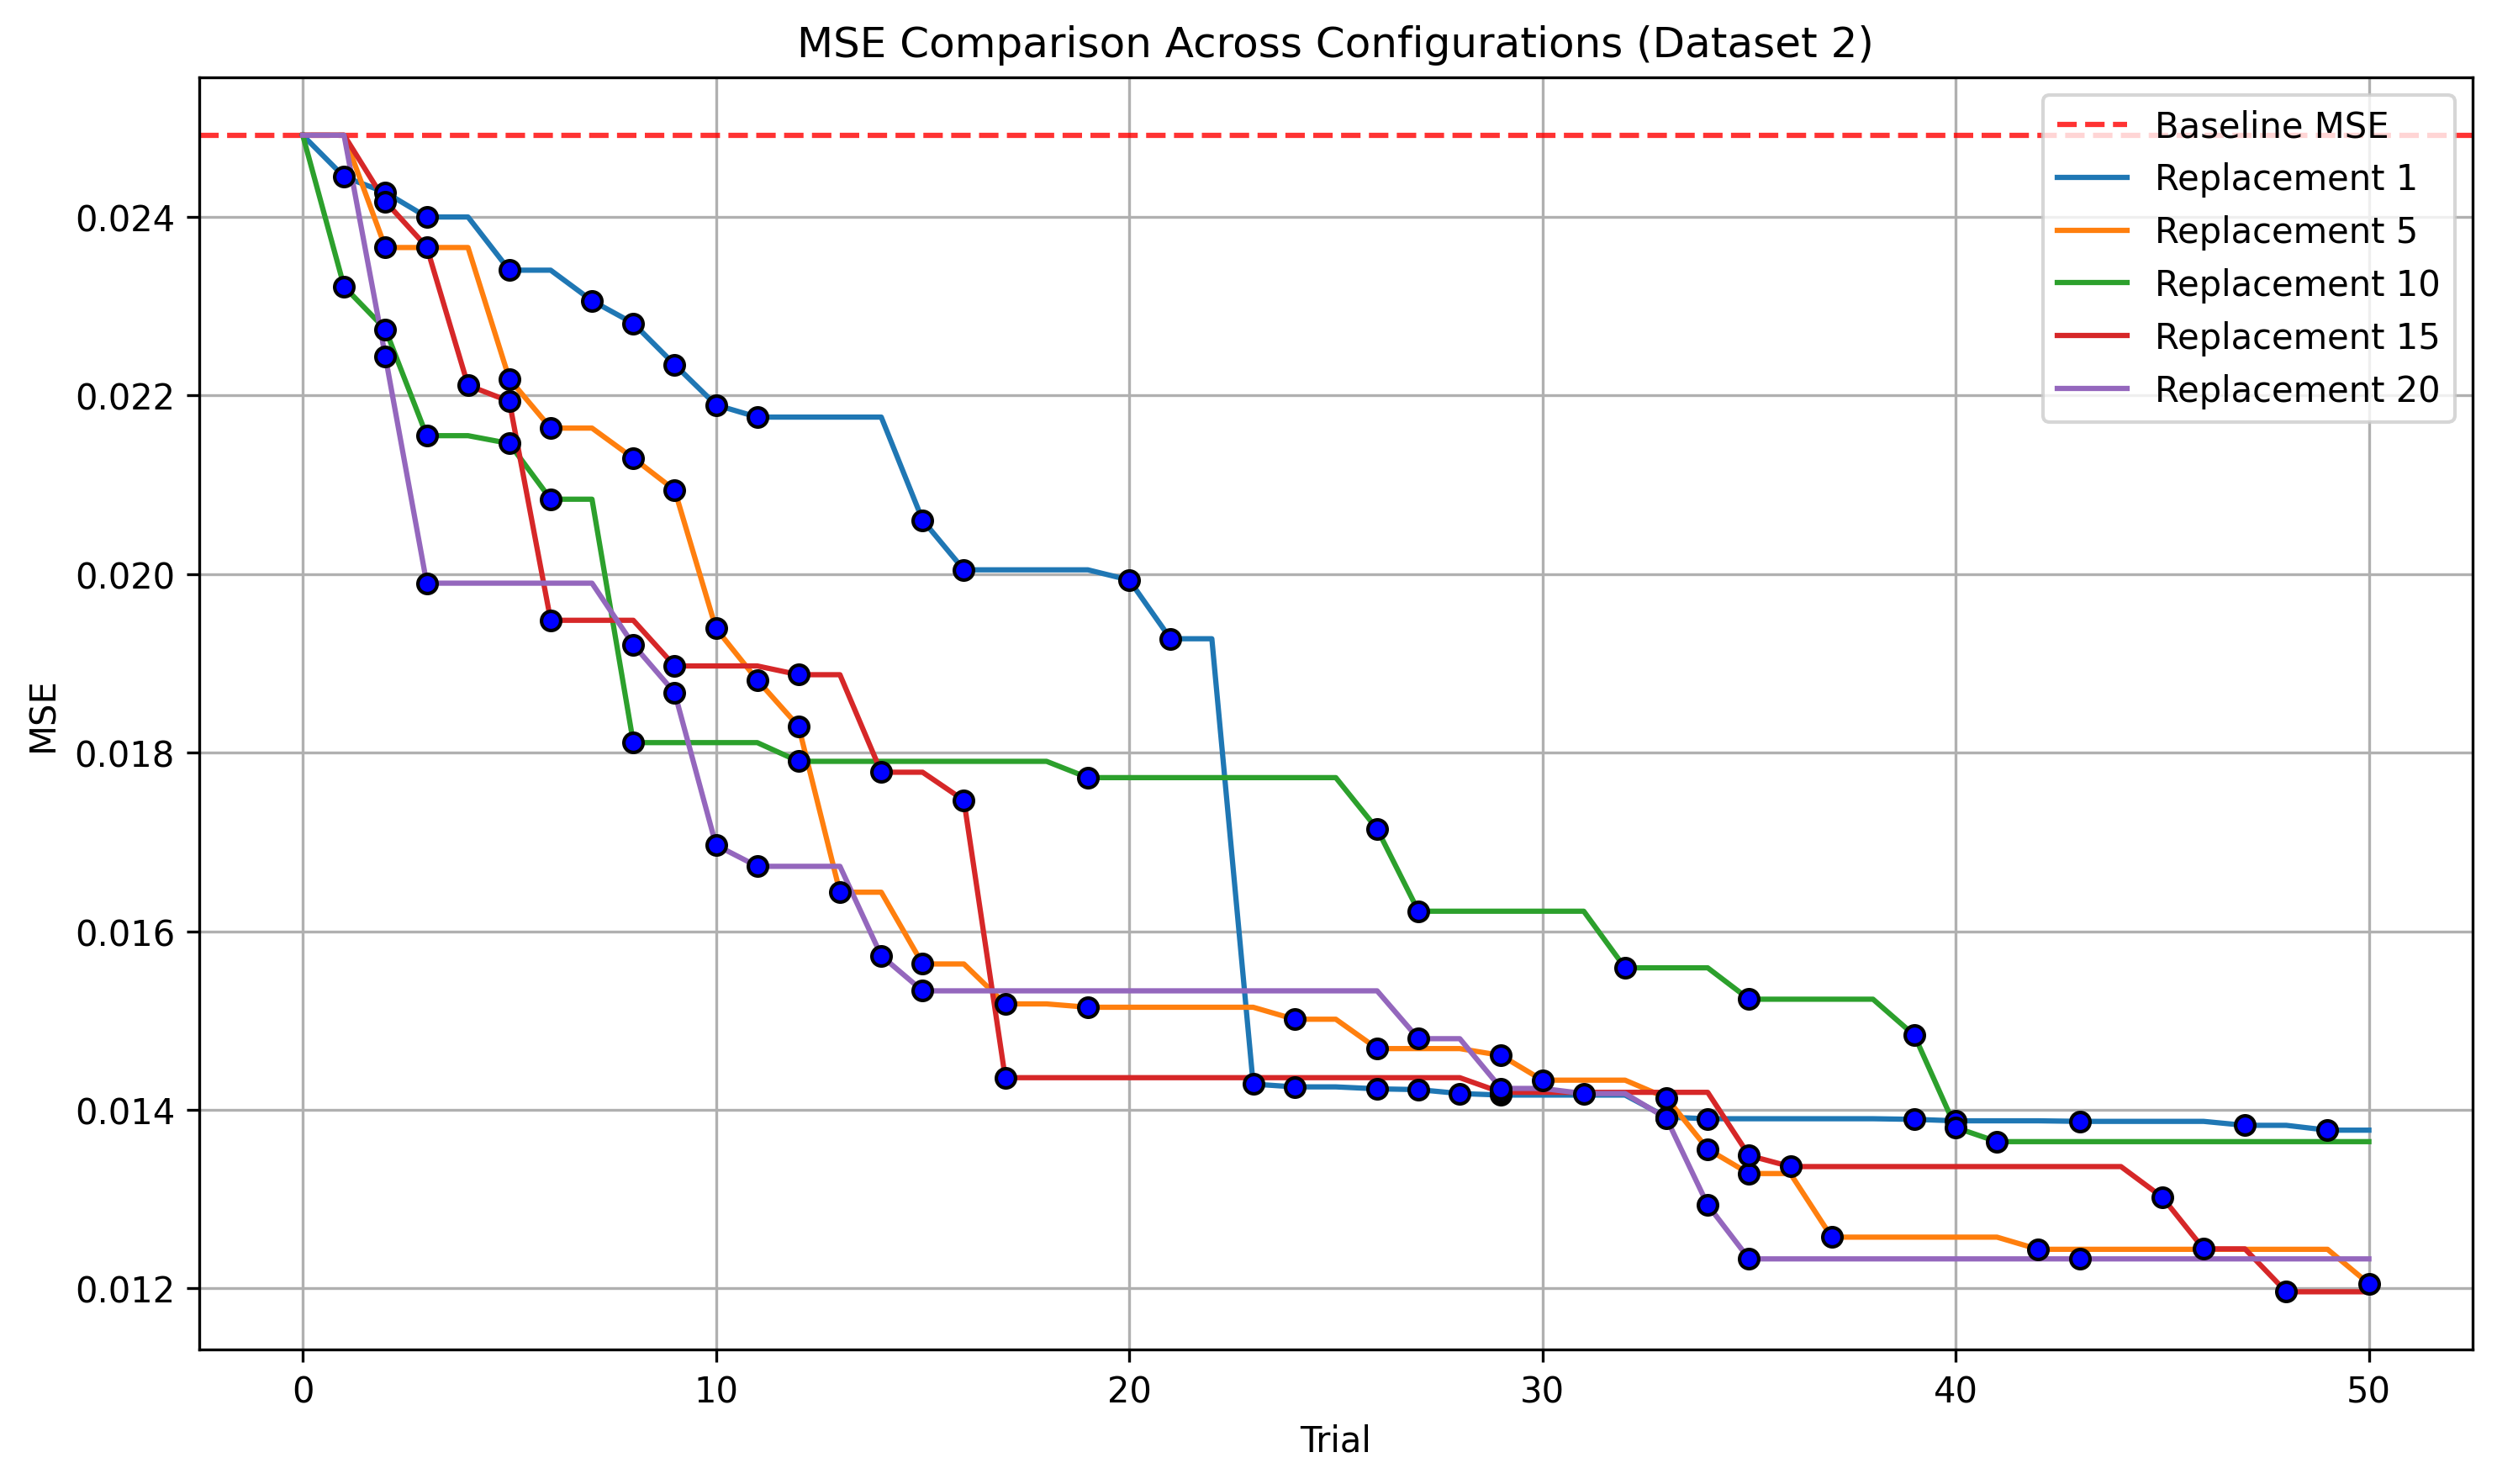 MSE Comparison Across Configurations (Dataset 2)
Baseline MSE
Replacement 1
Replacement 5
Replacement 10
Replacement 15
Replacement 20
MSE
0.024
0.022
0.020
0.018
0.016
0.014
0.012
0 10 20 30 40 50
Trial